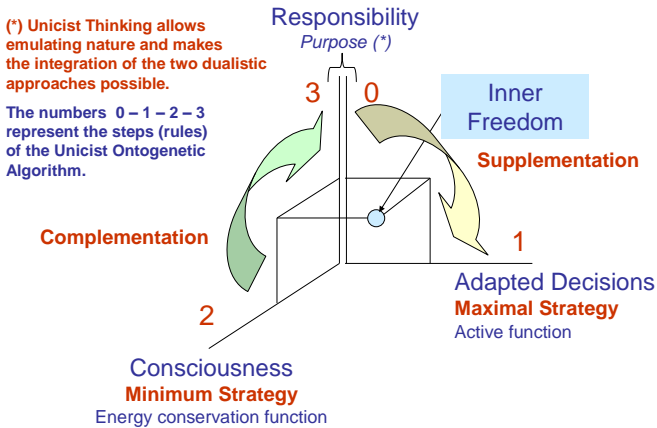 (*) Unicist Thinking allows
emulating nature and makes
the integration of the two dualistic
approaches possible.
The numbers 0 – 1 – 2 – 3
represent the steps (rules)
of the Unicist Ontogenetic
Algorithm.
Responsibility
Purpose (*)
3
0
Inner
Freedom
Supplementation
Complementation
1
Adapted Decisions
Maximal Strategy
Active function
2
Consciousness
Minimum Strategy
Energy conservation function